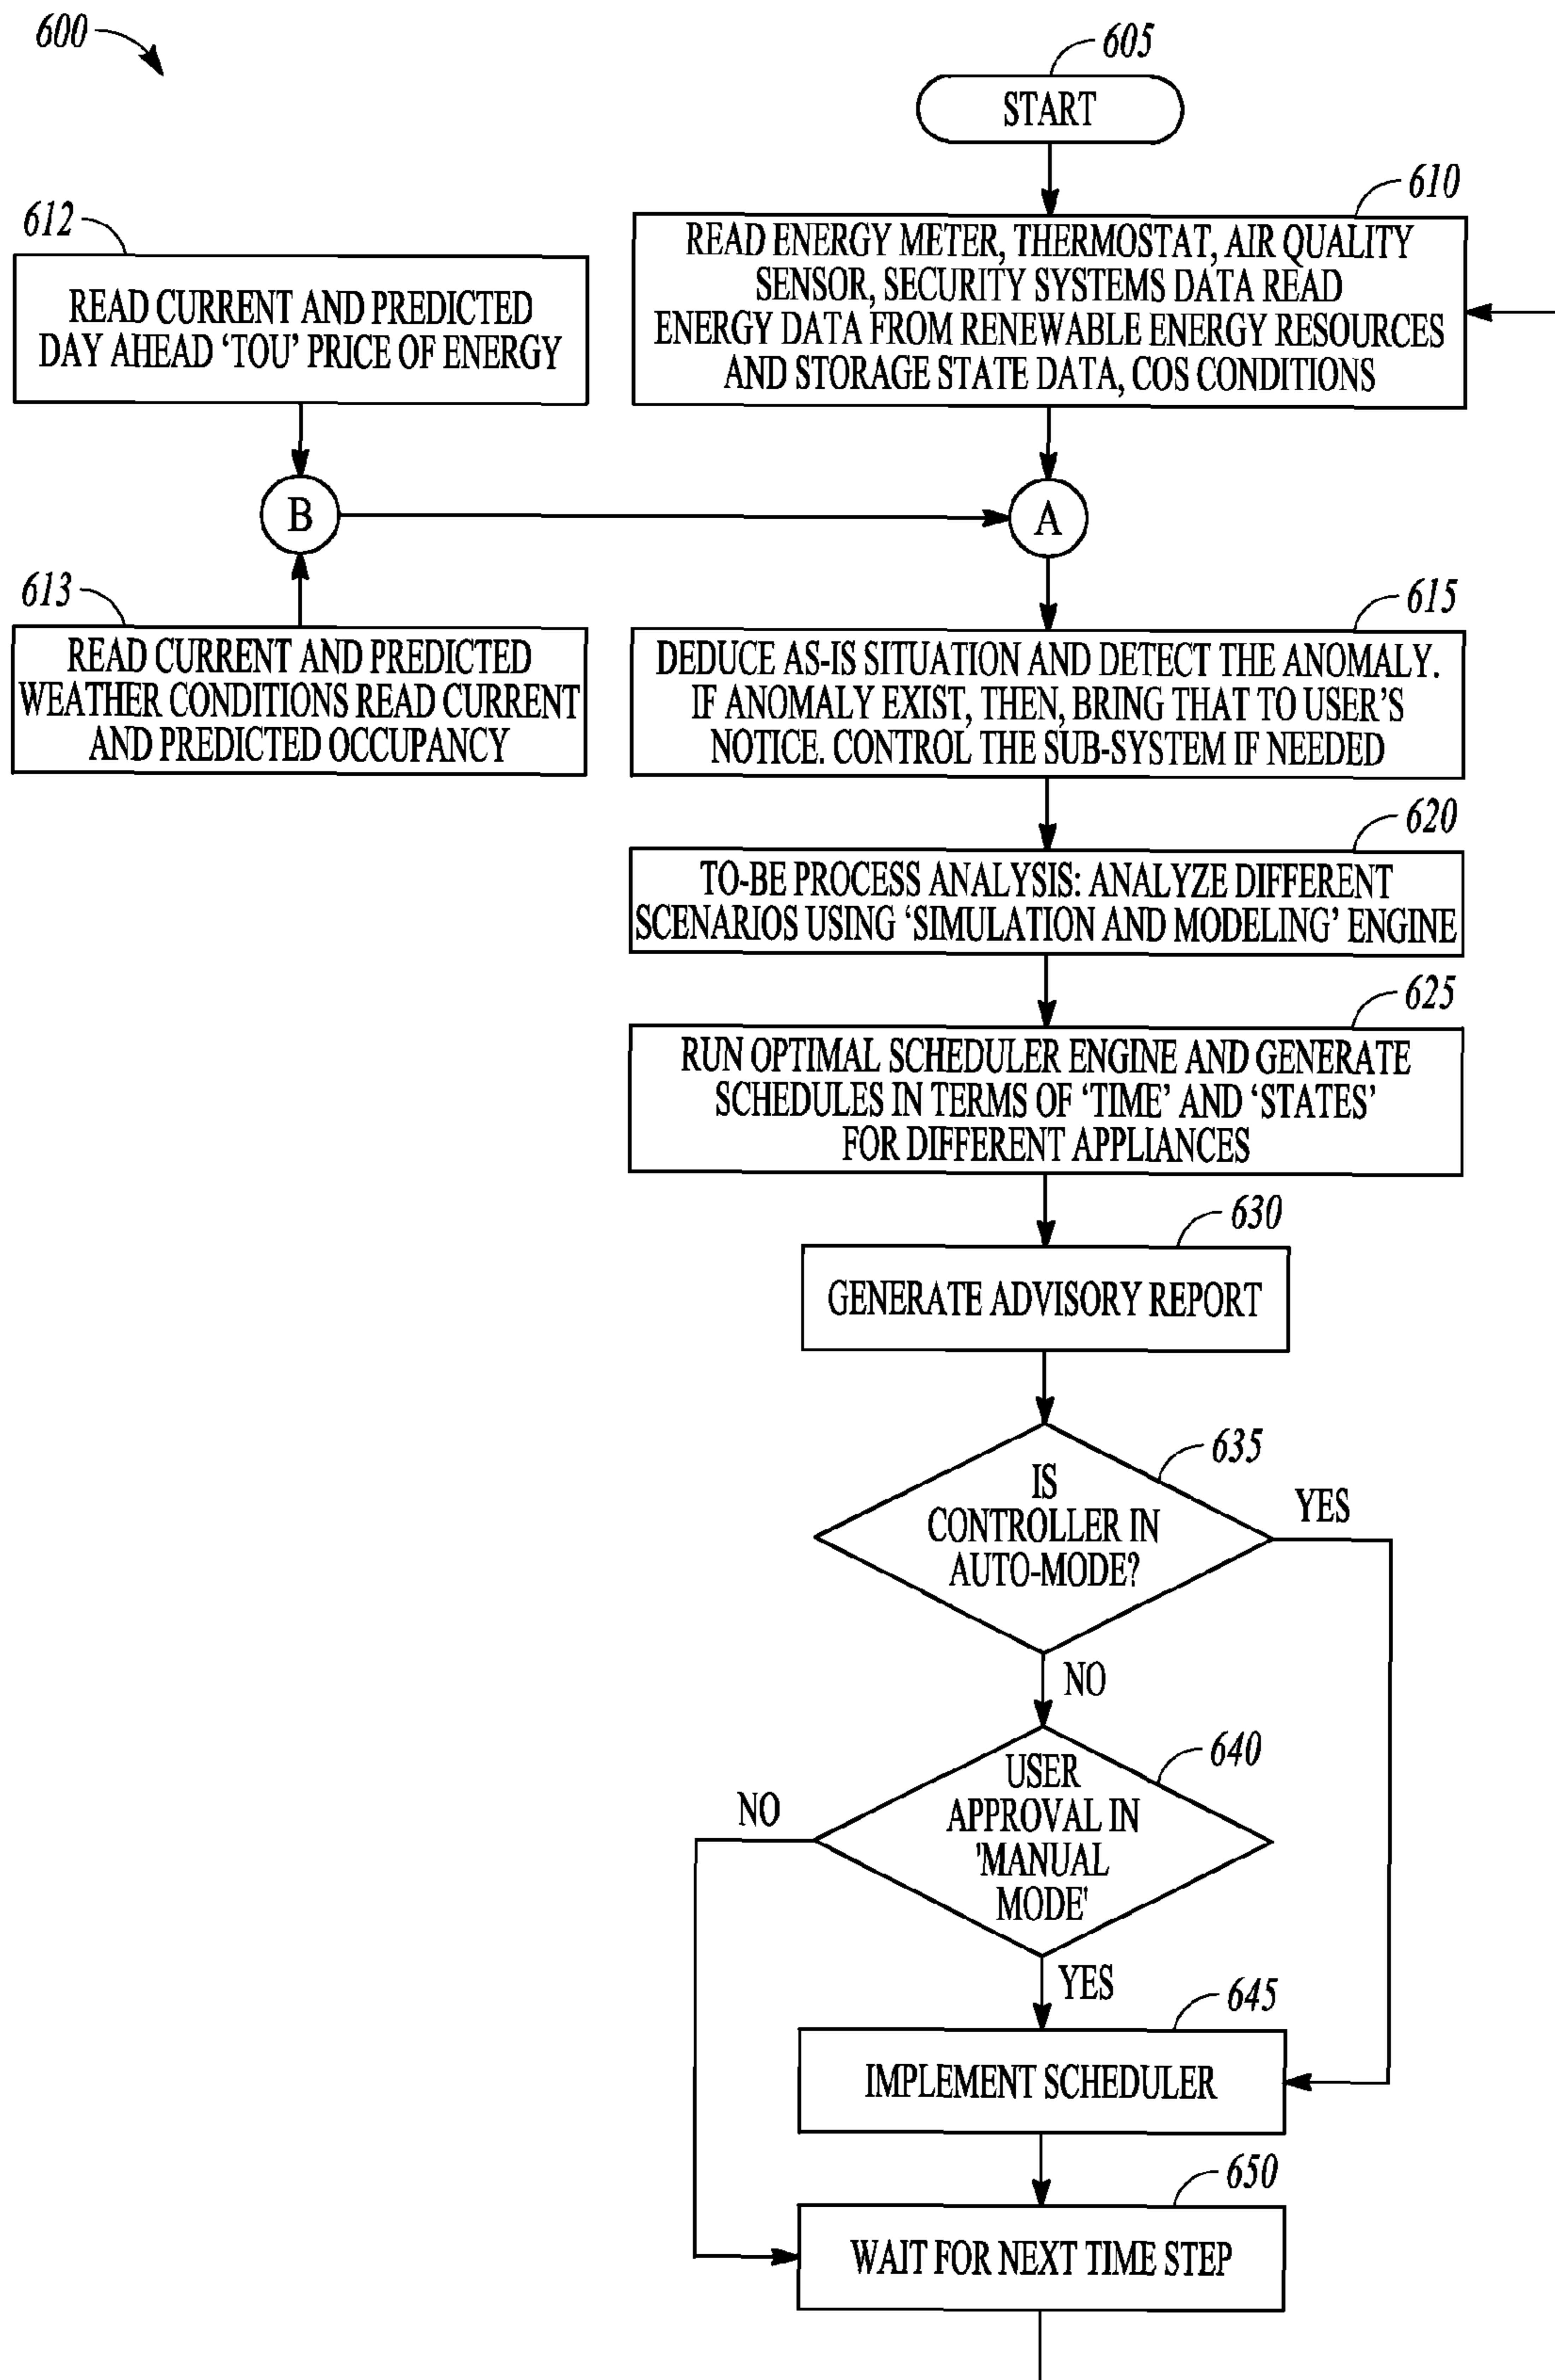 600
605
START
610
READ ENERGY METER, THERMOSTAT, AIR QUALITY
SENSOR, SECURITY SYSTEMS DATA READ
ENERGY DATA FROM RENEWABLE ENERGY RESOURCES
AND STORAGE STATE DATA, COS CONDITIONS
612
READ CURRENT AND PREDICTED
DAY AHEAD ‘TOU’ PRICE OF ENERGY
B
A
613
READ CURRENT AND PREDICTED
WEATHER CONDITIONS READ CURRENT
AND PREDICTED OCCUPANCY
615
DEDUCE AS-IS SITUATION AND DETECT THE ANOMALY.
IF ANOMALY EXIST, THEN, BRING THAT TO USER’S
NOTICE. CONTROL THE SUB-SYSTEM IF NEEDED
620
TO-BE PROCESS ANALYSIS: ANALYZE DIFFERENT
SCENARIOS USING ‘SIMULATION AND MODELING’ ENGINE
625
RUN OPTIMAL SCHEDULER ENGINE AND GENERATE
SCHEDULES IN TERMS OF ‘TIME’ AND ‘STATES’
FOR DIFFERENT APPLIANCES
630
GENERATE ADVISORY REPORT
635
IS
CONTROLLER IN
AUTO-MODE?
YES
NO
640
USER
APPROVAL IN
'MANUAL
MODE'
NO
YES
645
IMPLEMENT SCHEDULER
650
WAIT FOR NEXT TIME STEP